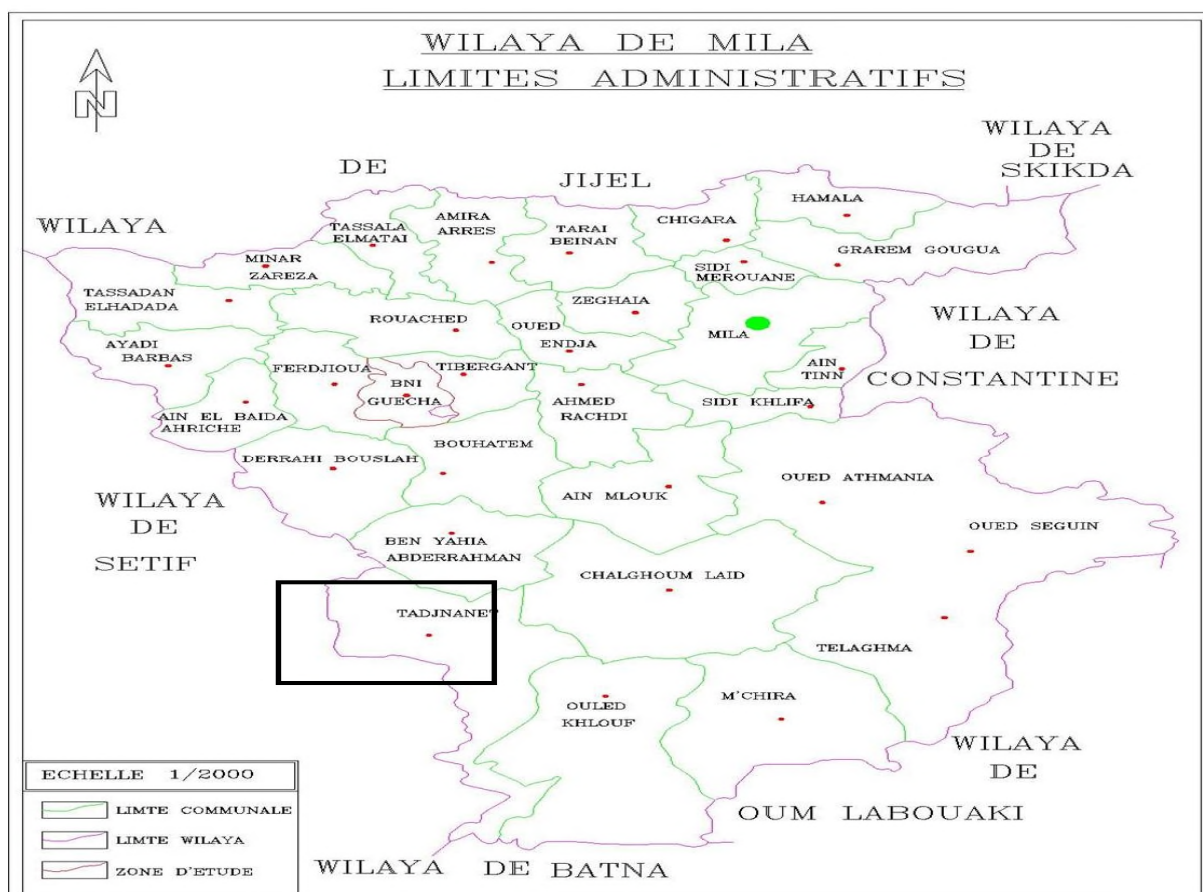 WILAYA DE MILA
LIMITES ADMINISTRATIFS
N
WILAYA
DE
SKIKDA
DE
JIJEL
WILAYA
HAMALA
AMIRA
ARRES
CHIGARA
TASSALA
ELMATAI
TARAI
BEINAN
GRAREM GOUGUA
MINAR
ZAREZA
SIDI
MEROUANE
TASSADAN
ELHADADA
ZEGHAIA
ROUACHED
OUED
ENDJA
MILA
WILAYA
DE
CONSTANTINE
AYADI
BARBAS
FERDJIOUA
TIBERGANT
AIN
TINN
BNI
GUECHA
AHMED
RACHDI
SIDI KHLIFA
AIN EL BAIDA
AHRICHE
BOUHATEM
DERRAHI BOUSLAH
OUED ATHMANIA
AIN MLOUK
WILAYA
DE
SETIF
OUED SEGUIN
BEN YAHIA
ABDERRAHMAN
CHALGHOUM LAID
TADJNANET
TELAGHMA
M'CHIRA
OULED
KHLOUF
WILAYA
DE
OUM LABOUAKI
ECHELLE 1/2000
LIMTE COMMUNALE
LIMTE WILAYA
ZONE D'ETUDE
WILAYA DE BATNA